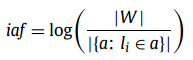 iaf = log(|W| / |{a: l_i ∈ a}|)